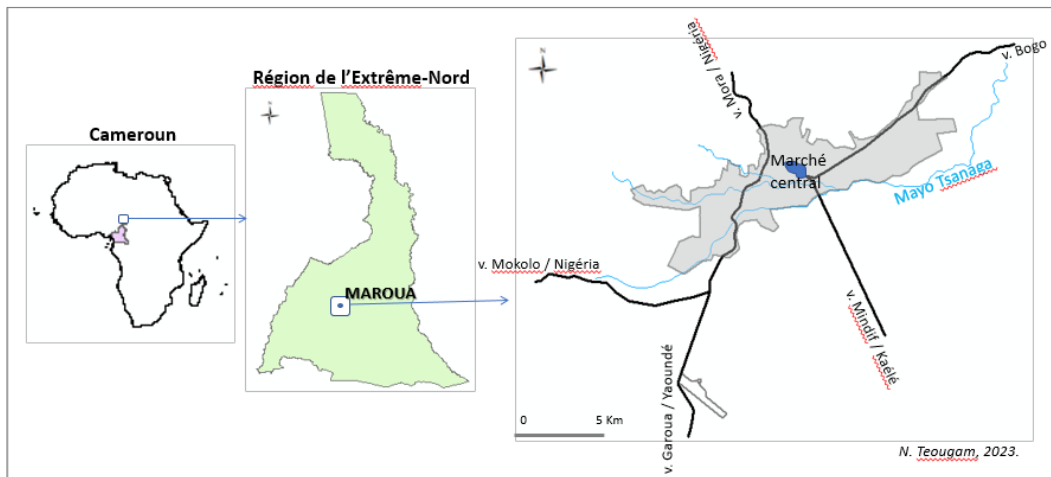 Cameroun
Région de l'Extrême-Nord
N
MAROUA
N
v. Mora / Nigéria
v. Bogo
Marché
central
Mayo Tsanaga
v. Mokolo / Nigéria
v. Mindif / Kaélé
v. Garoua / Yaoundé
0 5 Km
N. Teougam, 2023.